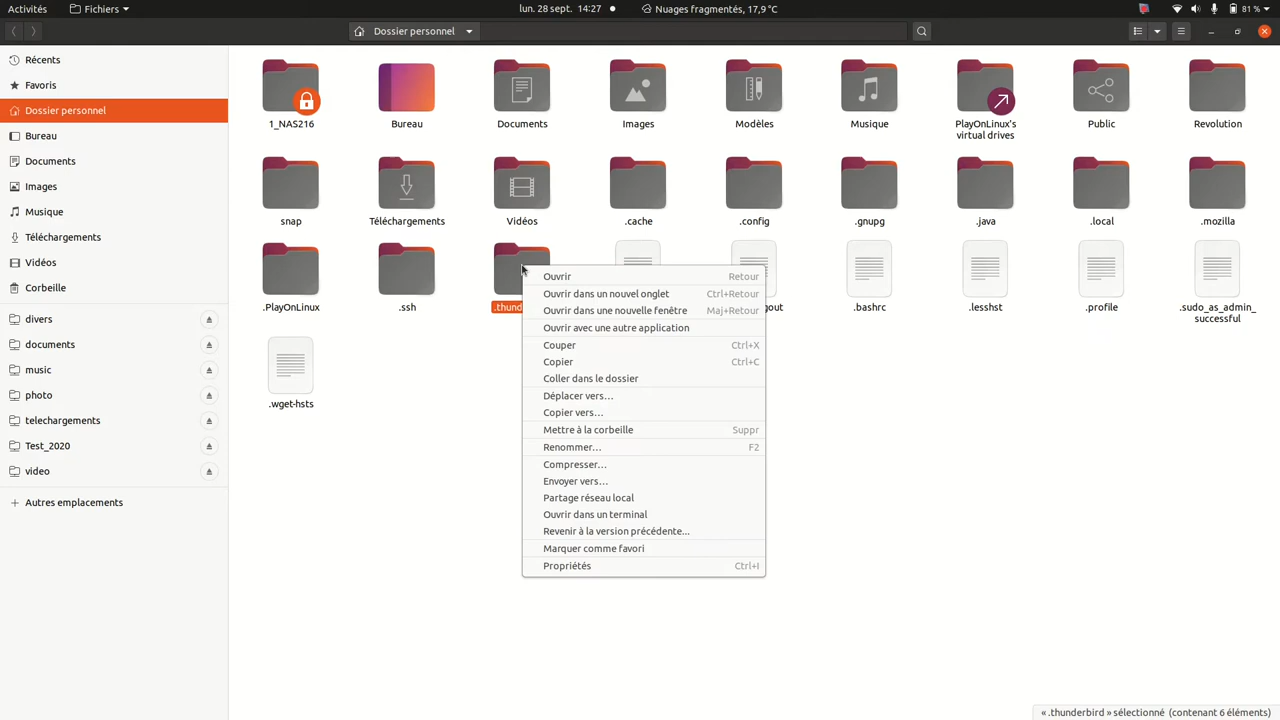 Activités
Fichiers
lun. 28 sept. 14:27
Nuages fragmentés, 17,9 °C
81 %
Dossier personnel
Récents
Favoris
Dossier personnel
Bureau
Documents
Images
Musique
Téléchargements
Vidéos
Corbeille
divers
documents
music
photo
telechargements
Test_2020
video
Autres emplacements
1_NAS216
Bureau
Documents
Images
Modèles
Musique
PlayOnLinux's
virtual drives
Public
Revolution
snap
Téléchargements
Vidéos
.cache
.config
.gnupg
.java
.local
.mozilla
.PlayOnLinux
.ssh
.thund
gout
.bashrc
.lesshst
.profile
.sudo_as_admin_
successful
.wget-hsts
Ouvrir Retour
Ouvrir dans un nouvel onglet Ctrl+Retour
Ouvrir dans une nouvelle fenêtre Maj+Retour
Ouvrir avec une autre application
Couper Ctrl+X
Copier Ctrl+C
Coller dans le dossier
Déplacer vers…
Copier vers…
Mettre à la corbeille Suppr
Renommer… F2
Compresser…
Envoyer vers…
Partage réseau local
Ouvrir dans un terminal
Revenir à la version précédente...
Marquer comme favori
Propriétés Ctrl+I
« .thunderbird » sélectionné (contenant 6 éléments)